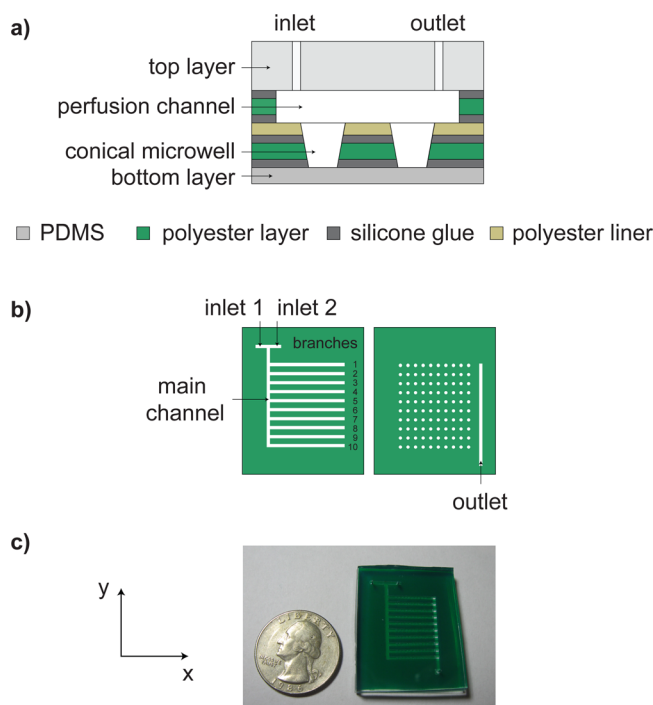 a)
inlet
outlet
top layer
perfusion channel
conical microwell
bottom layer
PDMS
polyester layer
silicone glue
polyester liner
b)
inlet 1
inlet 2
branches
main
channel
1
2
3
4
5
6
7
8
9
10
outlet
c)
y
x
LIBERTY